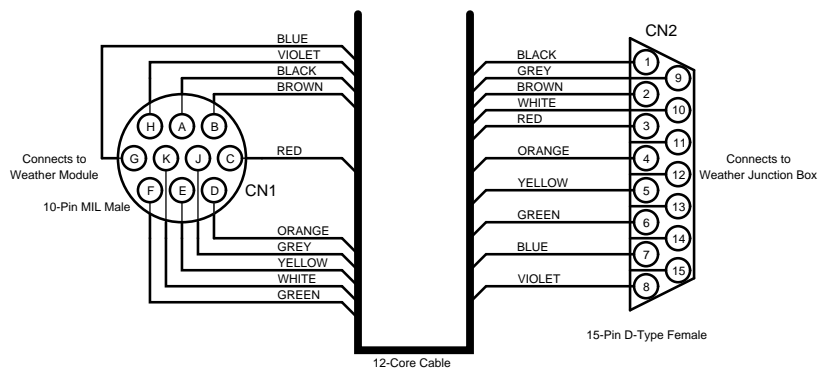 BLUE
VIOLET
BLACK
BROWN
H A B
G K J C
RED
F E D
CN1
Connects to
Weather Module
10-Pin MIL Male
ORANGE
GREY
YELLOW
WHITE
GREEN
12-Core Cable
CN2
BLACK
1
GREY
9
BROWN
2
WHITE
10
RED
3
11
ORANGE
4
12
YELLOW
5
13
GREEN
6
14
BLUE
7
15
VIOLET
8
Connects to
Weather Junction Box
15-Pin D-Type Female